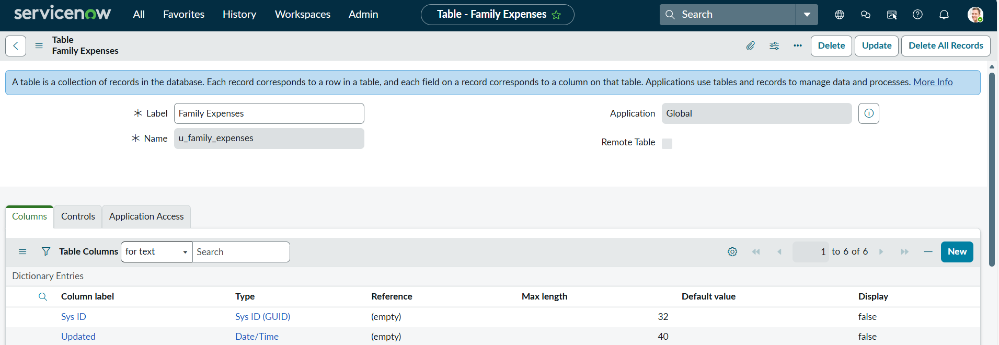 servicenow All Favorites History Workspaces Admin Table - Family Expenses Search
Table
Family Expenses
Delete Update Delete All Records
A table is a collection of records in the database. Each record corresponds to a row in a table, and each field on a record corresponds to a column on that table. Applications use tables and records to manage data and processes. More Info
Label Family Expenses Application Global
Name u_family_expenses Remote Table
Columns Controls Application Access
Table Columns for text Search 1 to 6 of 6 New
Dictionary Entries
Column label Type Reference Max length Default value Display
Sys ID Sys ID (GUID) (empty) 32 false
Updated Date/Time (empty) 40 false